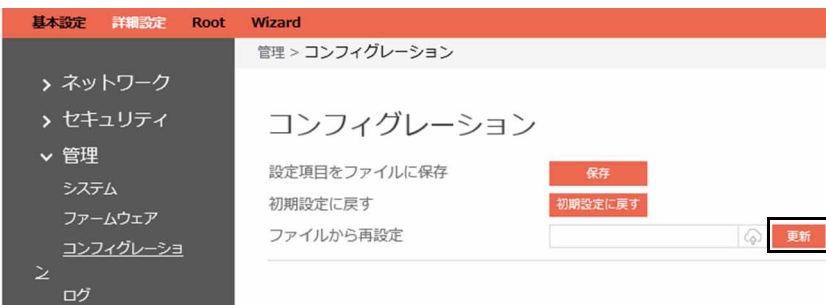 基本設定 詳細設定 Root Wizard
管理 > コンフィグレーション
ネットワーク
セキュリティ
管理
システム
ファームウェア
コンフィグレーショ
ン
ログ
コンフィグレーション
設定項目をファイルに保存 保存
初期設定に戻す 初期設定に戻す
ファイルから再設定 更新